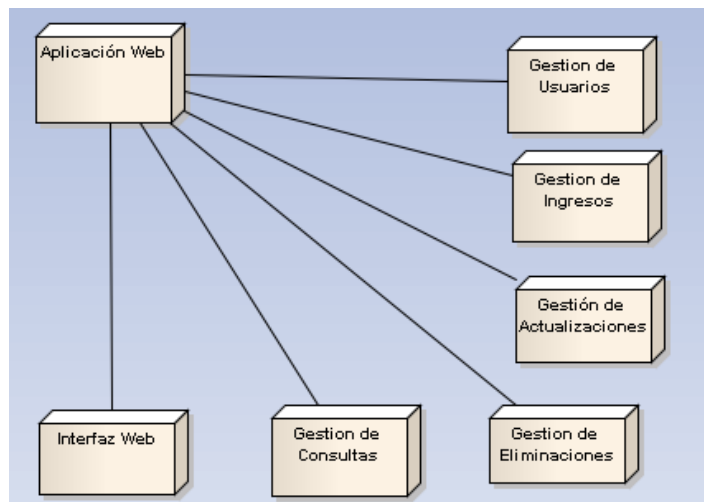 Aplicación Web
Gestion de
Usuarios
Gestion de
Ingresos
Gestión de
Actualizaciones
Interfaz Web
Gestion de
Consultas
Gestion de
Eliminaciones